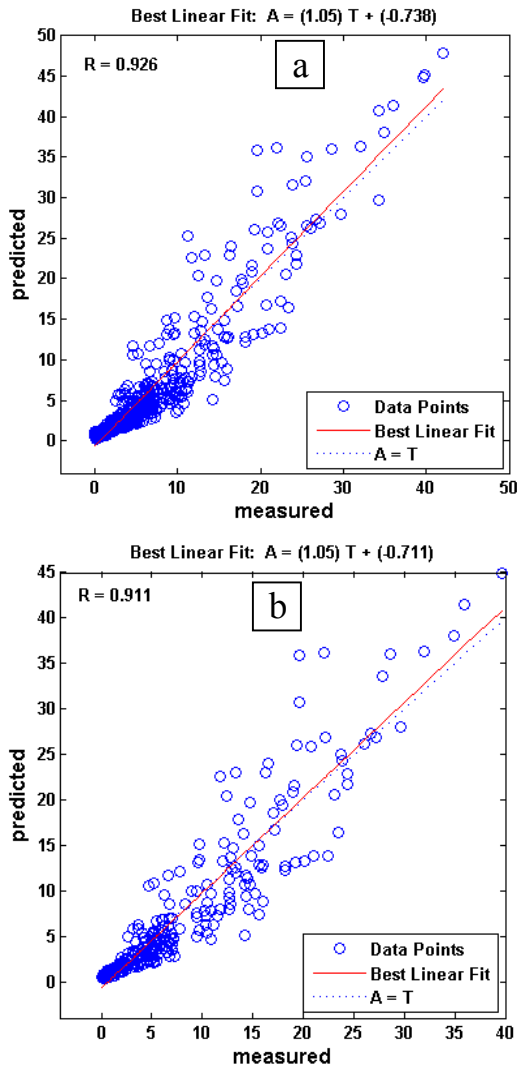 Best Linear Fit: A = (1.05) T + (-0.738)
50
45
40
35
30
25
20
15
10
5
0
predicted
R = 0.926
a
Data Points
Best Linear Fit
A = T
0 10 20 30 40 50
measured
Best Linear Fit: A = (1.05) T + (-0.711)
45
40
35
30
25
20
15
10
5
0
predicted
R = 0.911
b
Data Points
Best Linear Fit
A = T
0 5 10 15 20 25 30 35 40
measured